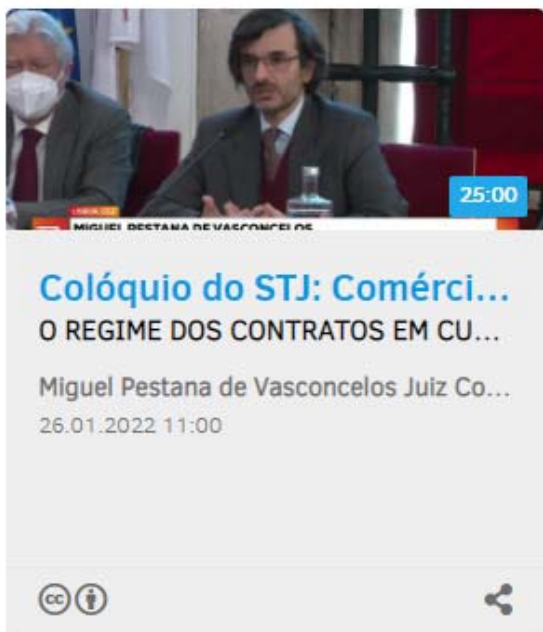 25:00
MIGUEL PESTANA DE VASCONCELOS
Colóquio do STJ: Comérci...
O REGIME DOS CONTRATOS EM CU...
Miguel Pestana de Vasconcelos Juiz Co...
26.01.2022 11:00
cc